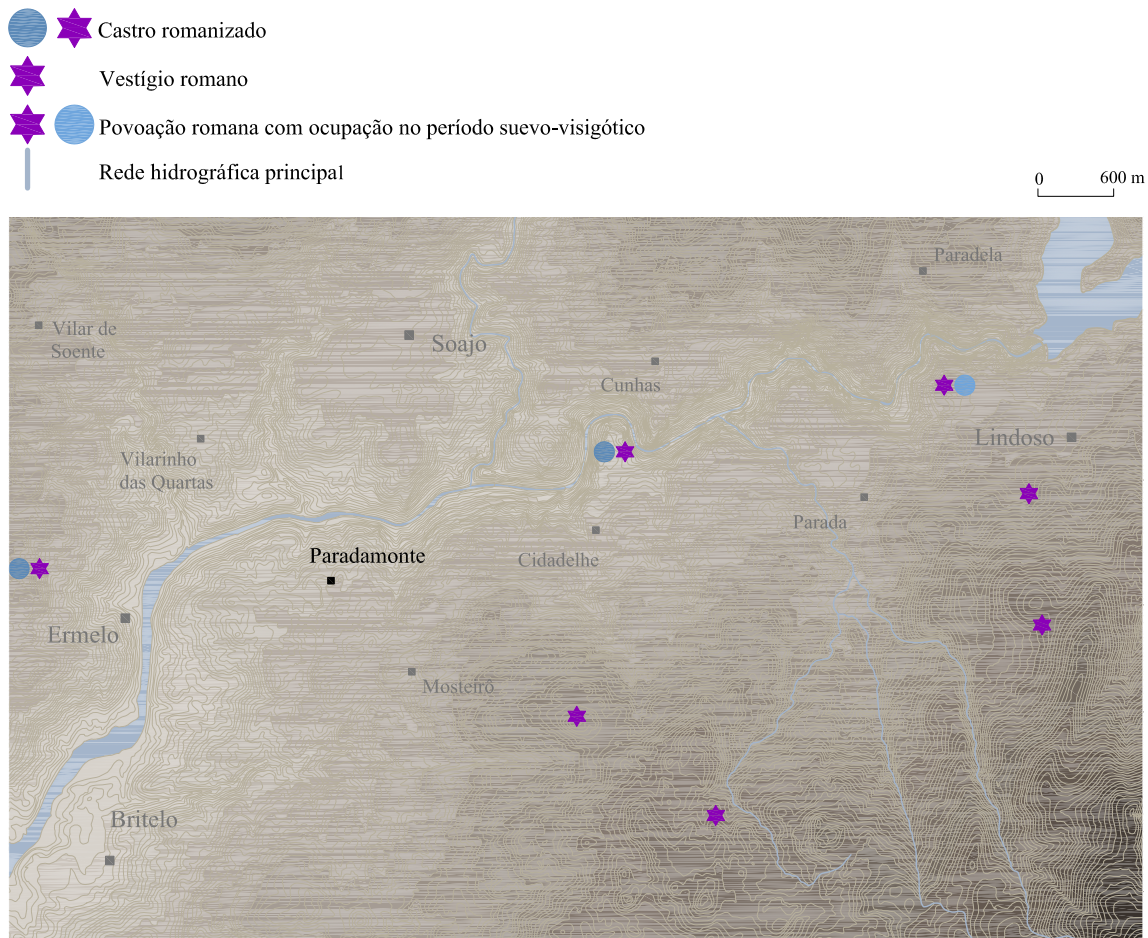 Castro romanizado
Vestígio romano
Povoação romana com ocupação no período suevo-visigótico
Rede hidrográfica principal
0 600 m
Paradela
Vilar de
Soente
Soajo
Cunhas
Lindoso
Vilarinho
das Quartas
Parada
Paradamonte
Cidadelhe
Ermelo
Mosteirô
Britelo